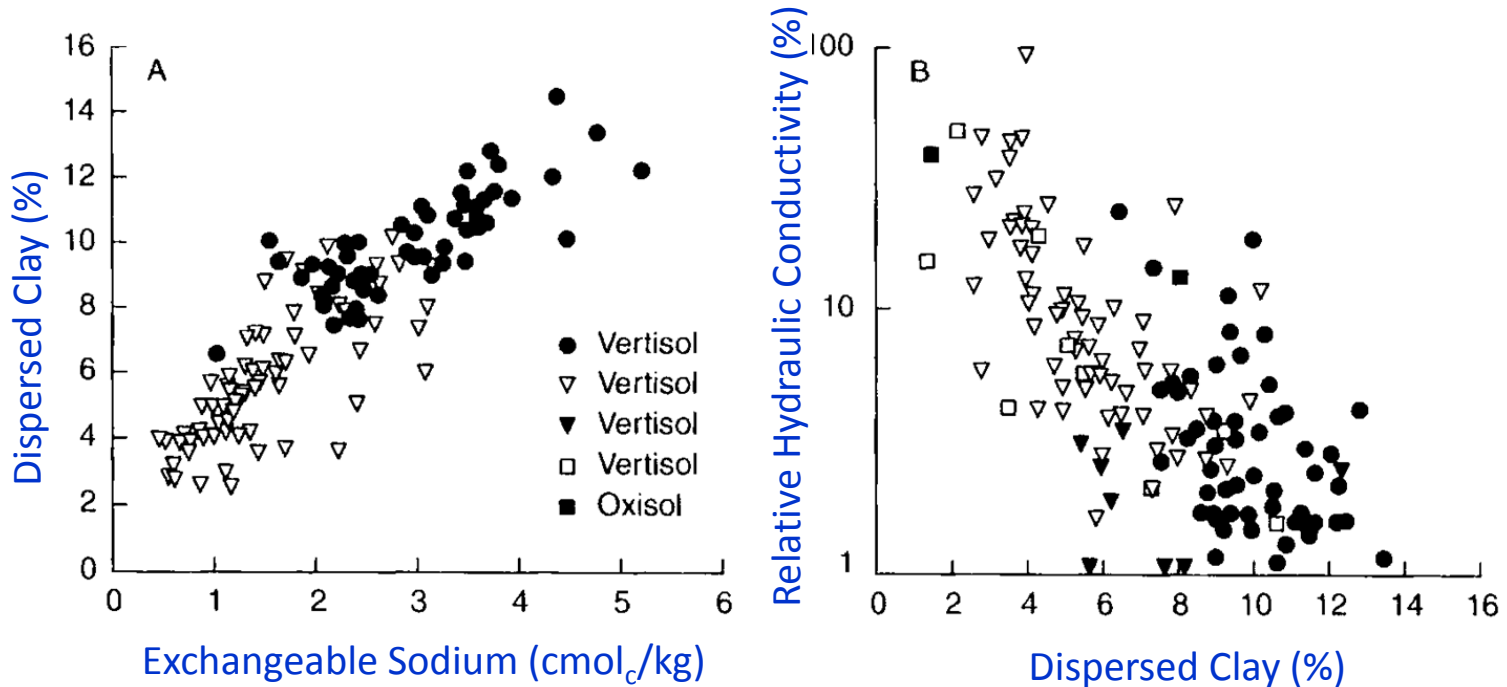 A
Dispersed Clay (%)
16
14
12
10
8
6
4
2
0
0 1 2 3 4 5 6
Exchangeable Sodium (cmolc/kg)
Vertisol
Vertisol
Vertisol
Vertisol
Oxisol
B
Relative Hydraulic Conductivity (%)
100
10
1
0 2 4 6 8 10 12 14 16
Dispersed Clay (%)